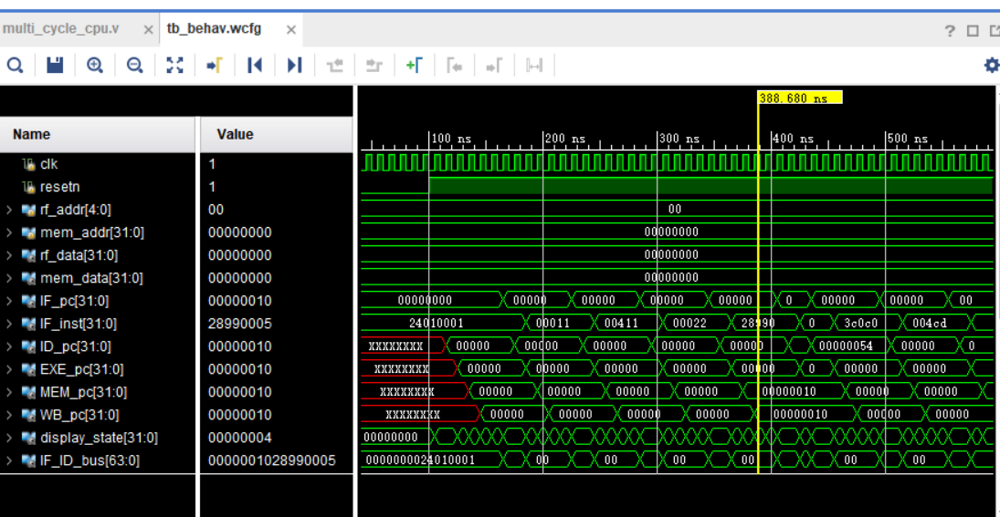 multi_cycle_cpu.v × tb_behav.wcfg ×
388.680 ns
Name Value
100 ns 200 ns 300 ns 400 ns 500 ns
clk 1
resetn 1
rf_addr[4:0] 00 00
mem_addr[31:0] 00000000 00000000
rf_data[31:0] 00000000 00000000
mem_data[31:0] 00000000 00000000
IF_pc[31:0] 00000010 00000000 00000 00000 00000 00000 0 00000 00000 00
IF_inst[31:0] 28990005 24010001 00011 00411 00022 28990 0 3c0c0 004cd
ID_pc[31:0] 00000010 XXXXXXXX 00000 00000 00000 00000 00000 00000054 00000 0
EXE_pc[31:0] 00000010 XXXXXXXX 00000 00000 00000 00000 00000 0 00000 00000
MEM_pc[31:0] 00000010 XXXXXXXX 00000 00000 00000 00000 00000010 00000 00000
WB_pc[31:0] 00000010 XXXXXXXX 00000 00000 00000 00000 00000010 00000 00000
display_state[31:0] 00000004 00000000
IF_ID_bus[63:0] 0000001028990005 0000000024010001 00 00 00 00 00 00